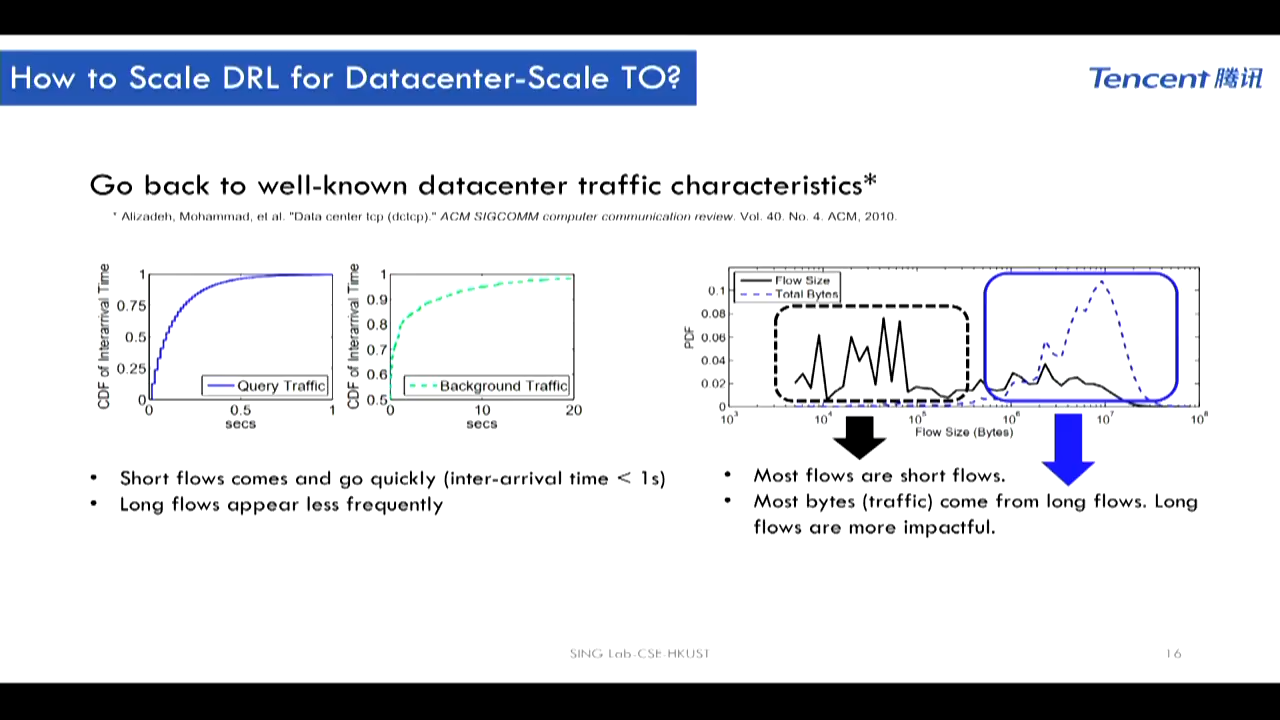 How to Scale DRL for Datacenter-Scale TO?
Tencent 腾讯
Go back to well-known datacenter traffic characteristics*
* Alizadeh, Mohammad, et al. "Data center tcp (dctcp)." ACM SIGCOMM computer communication review. Vol. 40. No. 4. ACM, 2010.
CDF of Interarrival Time
1
0.75
0.5
0.25
0
Query Traffic
0 0.5 1
secs
CDF of Interarrival Time
1
0.9
0.8
0.7
0.6
0.5
Background Traffic
0 10 20
secs
PDF
0.1
0.08
0.06
0.04
0.02
0
Flow Size
Total Bytes
10³ 10⁴ 10⁵ 10⁶ 10⁷ 10⁸
Flow Size (Bytes)
• Short flows comes and go quickly (inter-arrival time < 1s)
• Long flows appear less frequently
• Most flows are short flows.
• Most bytes (traffic) come from long flows. Long
flows are more impactful.
SING Lab-CSE-HKUST
16